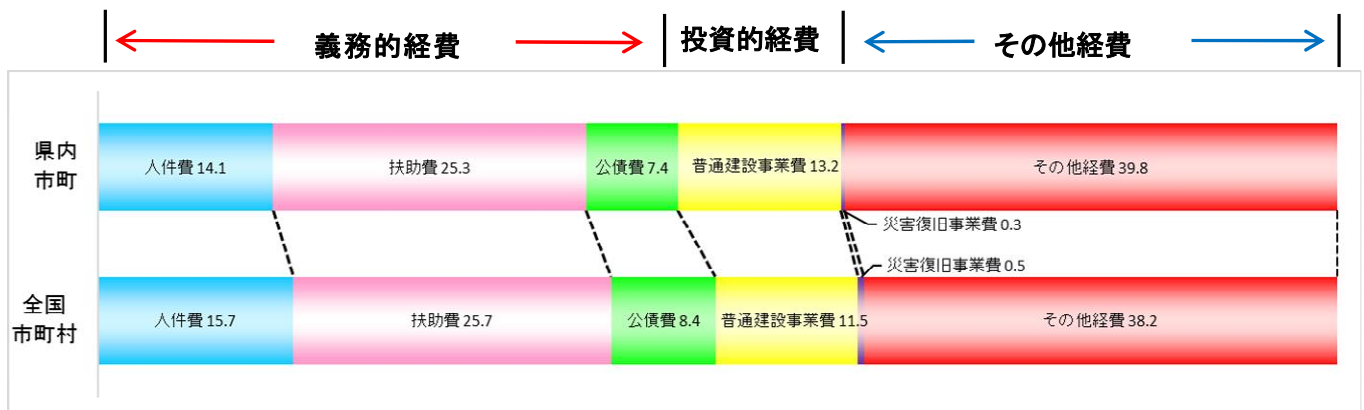 義務的経費
投資的経費
その他経費
県内
市町
人件費 14.1
扶助費 25.3
公債費 7.4
普通建設事業費 13.2
その他経費 39.8
災害復旧事業費 0.3
災害復旧事業費 0.5
全国
市町村
人件費 15.7
扶助費 25.7
公債費 8.4
普通建設事業費 11.5
その他経費 38.2